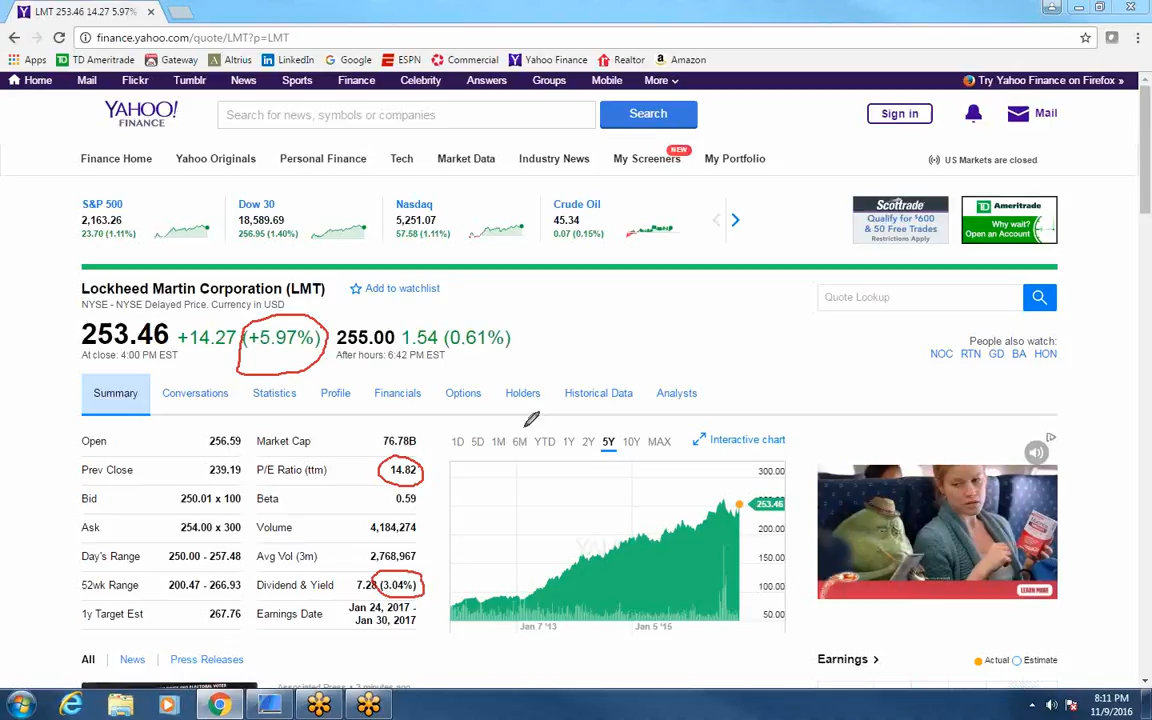 LMT 253.46 14.27 5.97%
finance.yahoo.com/quote/LMT?p=LMT
Apps TD Ameritrade Gateway Altrius LinkedIn Google ESPN Commercial Yahoo Finance Realtor Amazon
Home Mail Flickr Tumblr News Sports Finance Celebrity Answers Groups Mobile More Try Yahoo Finance on Firefox »
YAHOO!
FINANCE
Search for news, symbols or companies
Search
Sign in
Mail
Finance Home Yahoo Originals Personal Finance Tech Market Data Industry News My Screeners NEW My Portfolio US Markets are closed
S&P 500 Dow 30 Nasdaq Crude Oil
2,163.26 18,589.69 5,251.07 45.34
23.70 (1.11%) 256.95 (1.40%) 57.58 (1.11%) 0.07 (0.15%)
Scottrade
Qualify for $600
& 50 Free Trades
Restrictions Apply
Ameritrade
Why wait?
Open an Account
Lockheed Martin Corporation (LMT) Add to watchlist
NYSE - NYSE Delayed Price. Currency in USD
Quote Lookup
253.46 +14.27 (+5.97%) 255.00 1.54 (0.61%)
At close: 4:00 PM EST After hours: 6:42 PM EST
People also watch:
NOC RTN GD BA HON
Summary Conversations Statistics Profile Financials Options Holders Historical Data Analysts
Open 256.59 Market Cap 76.78B
Prev Close 239.19 P/E Ratio (ttm) 14.82
Bid 250.01 x 100 Beta 0.59
Ask 254.00 x 300 Volume 4,184,274
Day's Range 250.00 - 257.48 Avg Vol (3m) 2,768,967
52wk Range 200.47 - 266.93 Dividend & Yield 7.28 (3.04%)
1y Target Est 267.76 Earnings Date Jan 24, 2017 - Jan 30, 2017
1D 5D 1M 6M YTD 1Y 2Y 5Y 10Y MAX Interactive chart
300.00
253.46
200.00
150.00
100.00
50.00
Jan 7 '13 Jan 5 '15
LEARN MORE
All News Press Releases
Earnings
Actual Estimate
8:11 PM
11/9/2016